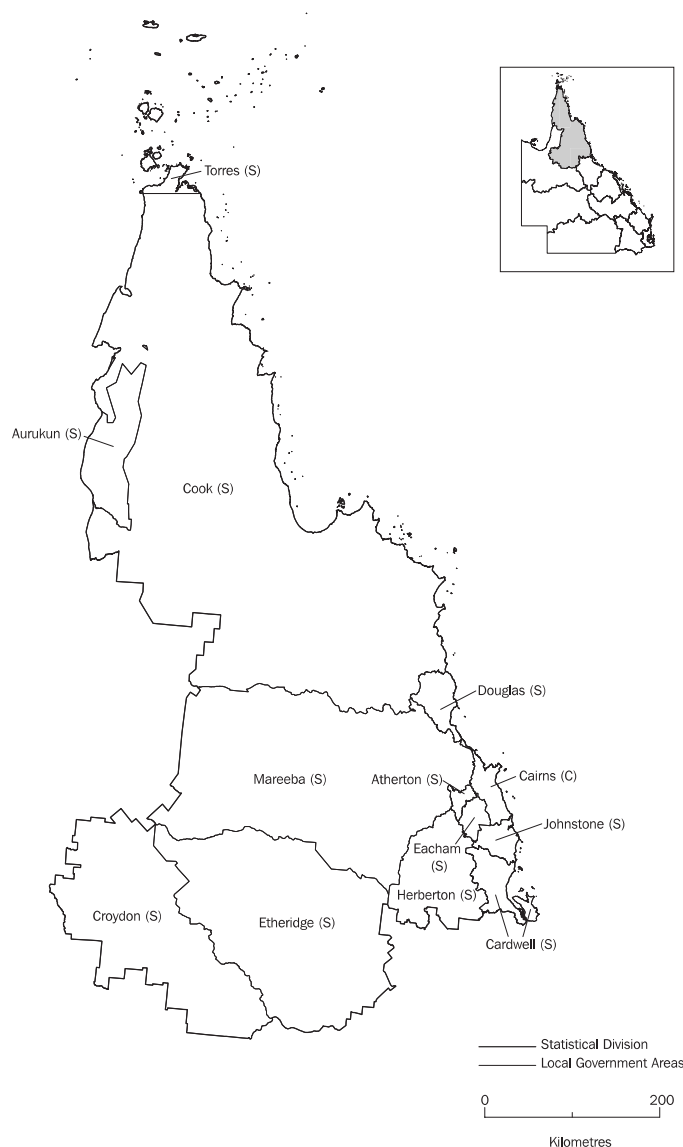 Torres (S)
Aurukun (S)
Cook (S)
Douglas (S)
Mareeba (S)
Atherton (S)
Cairns (C)
Johnstone (S)
Eacham
(S)
Herberton (S)
Croydon (S)
Etheridge (S)
Cardwell (S)
Statistical Division
Local Government Areas
0
200
Kilometres